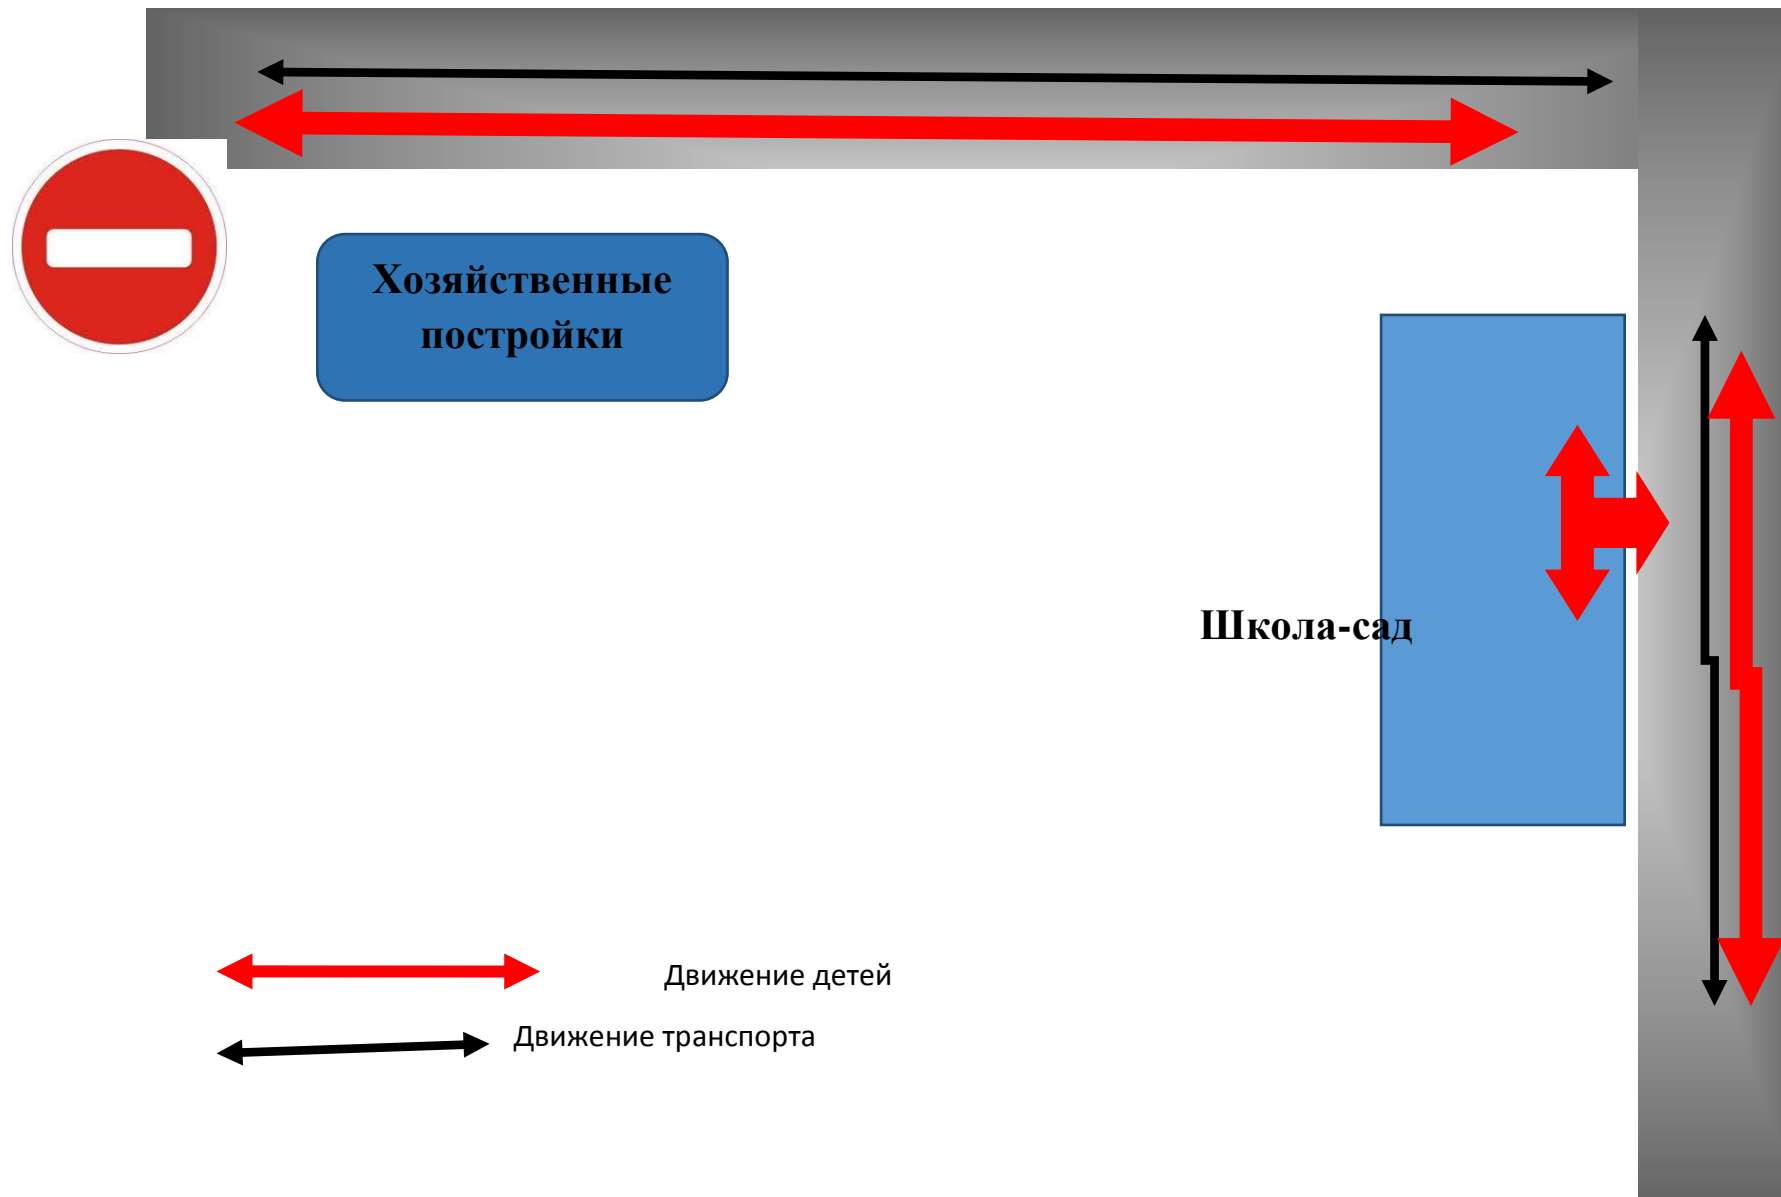 Хозяйственные
постройки
Школа-сад
Движение детей
Движение транспорта